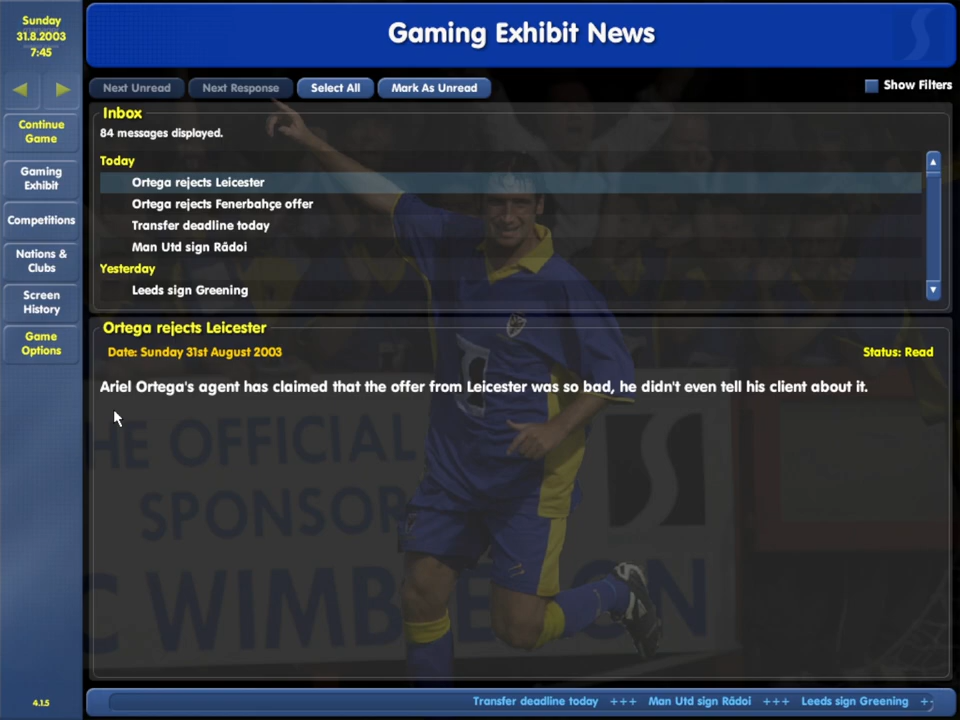 Sunday
31.8.2003
7:45
Continue
Game
Gaming
Exhibit
Competitions
Nations &
Clubs
Screen
History
Game
Options
4.1.5
Gaming Exhibit News
Next Unread
Next Response
Select All
Mark As Unread
Show Filters
Inbox
84 messages displayed.
Today
Ortega rejects Leicester
Ortega rejects Fenerbahçe offer
Transfer deadline today
Man Utd sign Rădoi
Yesterday
Leeds sign Greening
Ortega rejects Leicester
Date: Sunday 31st August 2003
Status: Read
Ariel Ortega's agent has claimed that the offer from Leicester was so bad, he didn't even tell his client about it.
HE OFFICIAL
SPONSOR
C WIMBLEDON
Transfer deadline today +++ Man Utd sign Rădoi +++ Leeds sign Greening +